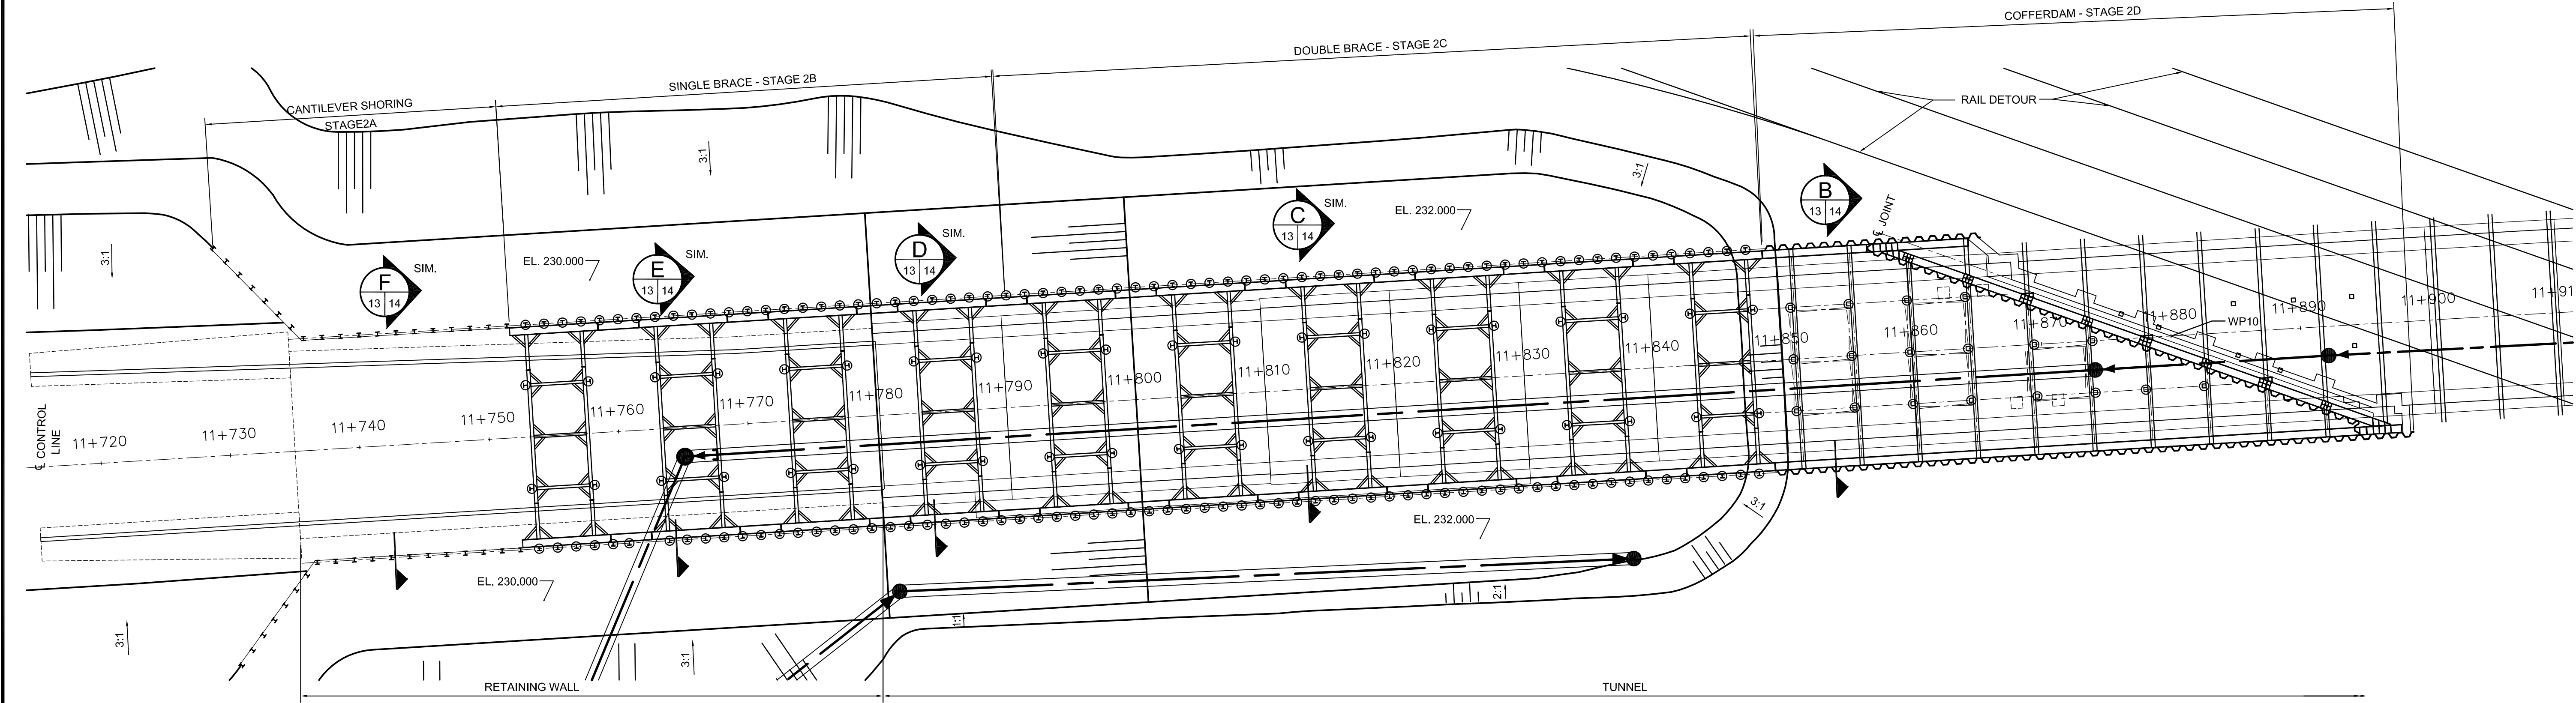 COFFERDAM - STAGE 2D
DOUBLE BRACE - STAGE 2C
SINGLE BRACE - STAGE 2B
CANTILEVER SHORING
STAGE2A
RAIL DETOUR
3:1
3:1
3:1
B
13 14
C
13 14
SIM.
EL. 232.000
℄ JOINT
D
13 14
SIM.
E
13 14
SIM.
EL. 230.000
F
13 14
SIM.
℄ CONTROL
LINE
11+720
11+730
11+740
11+750
11+760
11+770
11+780
11+790
11+800
11+810
11+820
11+830
11+840
11+850
11+860
11+870
11+880
11+890
11+900
11+91
WP10
EL. 232.000
3:1
EL. 230.000
2:1
1:1
3:1
3:1
RETAINING WALL
TUNNEL